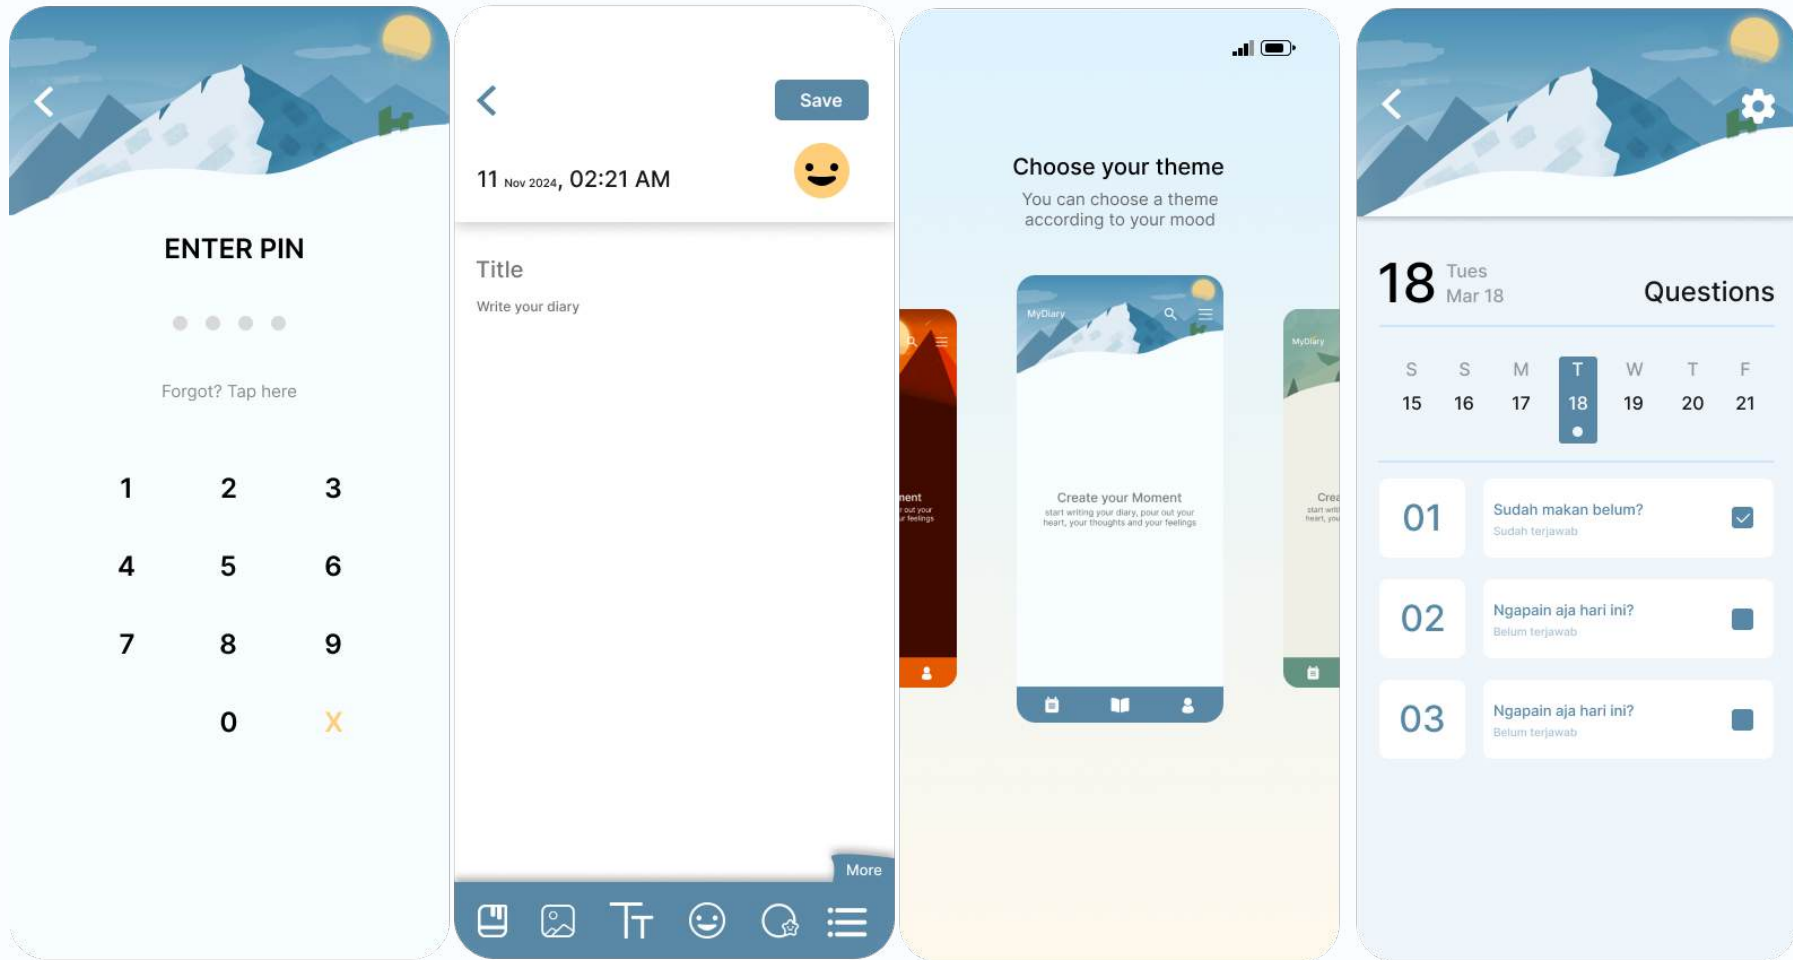 ENTER PIN
Forgot? Tap here
1 2 3
4 5 6
7 8 9
0 X
Save
11 Nov 2024, 02:21 AM
Title
Write your diary
More
Choose your theme
You can choose a theme
according to your mood
MyDiary
Create your Moment
start writing your diary, pour out your
heart, your thoughts and your feelings
out your
feelings
MyDiary
18 Tues
Mar 18
Questions
S S M T W T F
15 16 17 18 19 20 21
01 Sudah makan belum?
Sudah terjawab
02 Ngapain aja hari ini?
Belum terjawab
03 Ngapain aja hari ini?
Belum terjawab